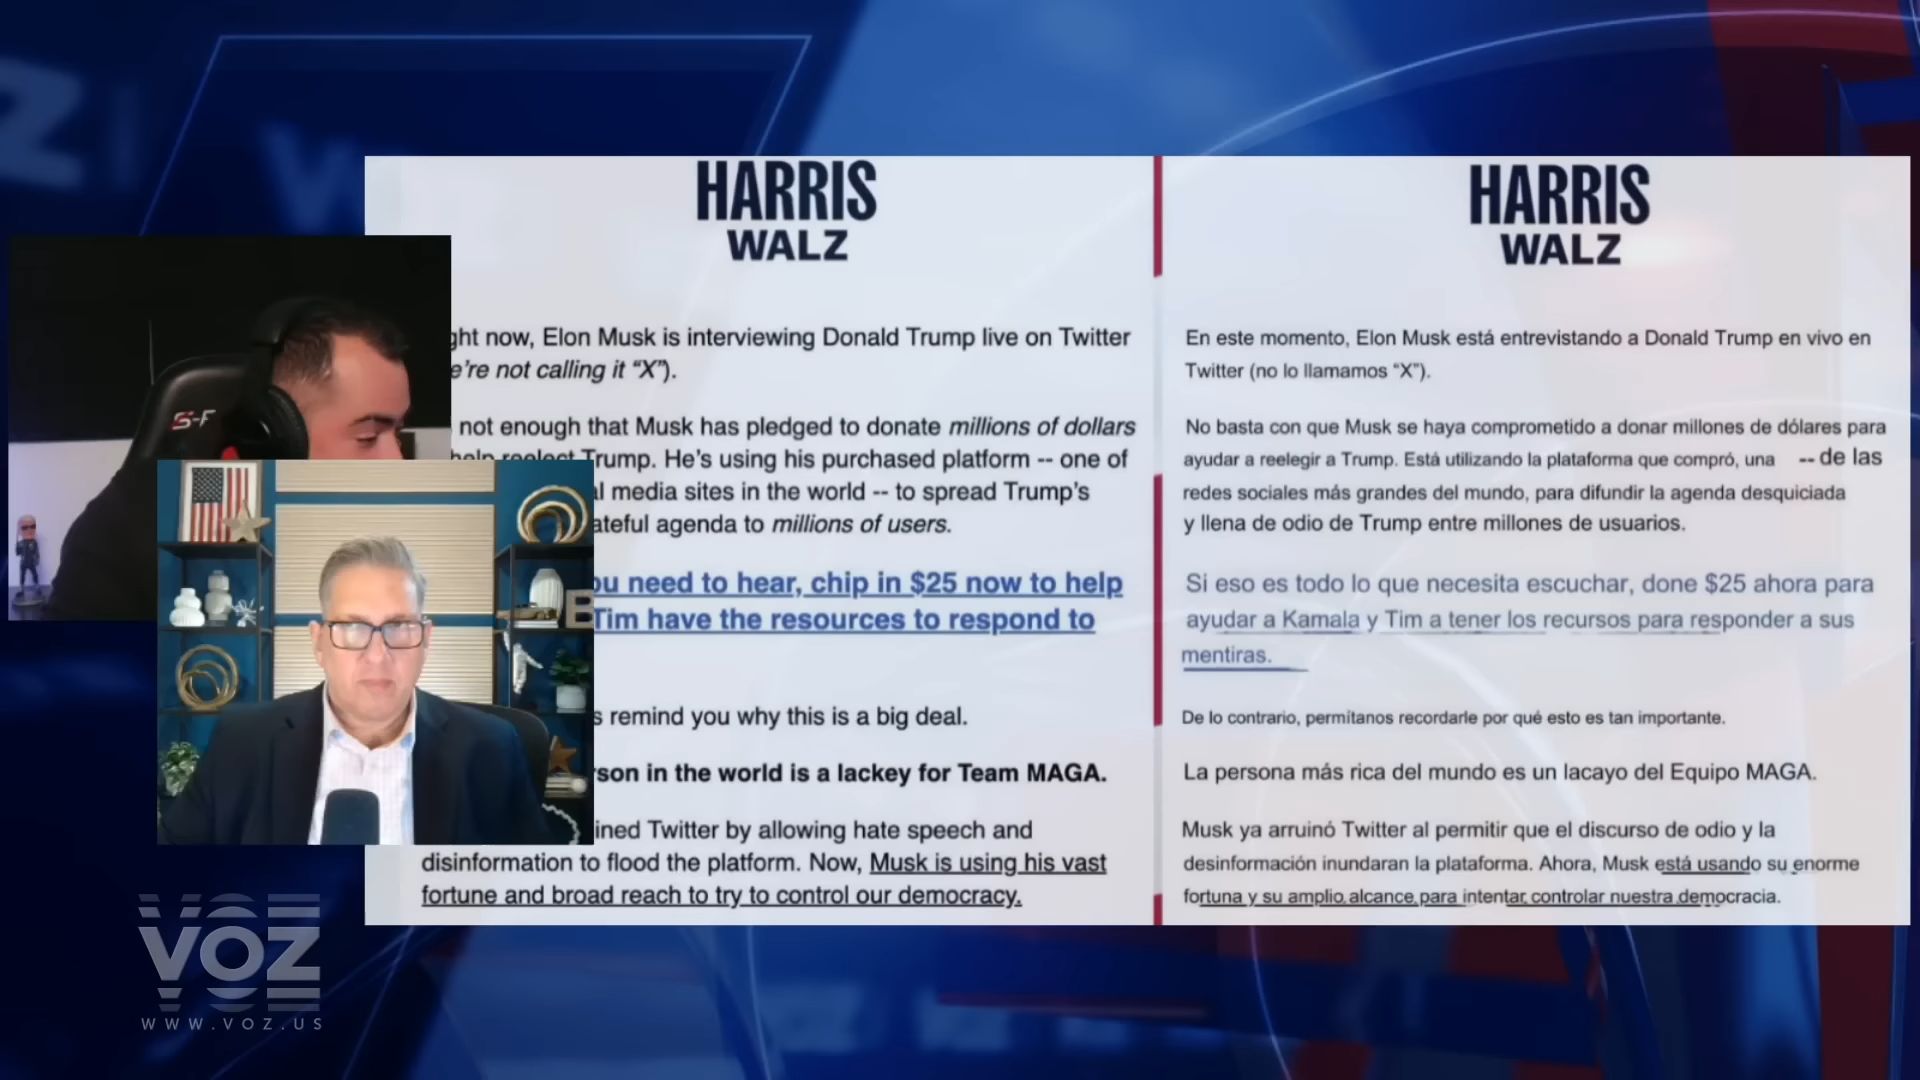 HARRIS
WALZ
ght now, Elon Musk is interviewing Donald Trump live on Twitter
e're not calling it “X”).
not enough that Musk has pledged to donate millions of dollars
help reelect Trump. He's using his purchased platform -- one of
l media sites in the world -- to spread Trump's
ateful agenda to millions of users.
ou need to hear, chip in $25 now to help
Tim have the resources to respond to
s remind you why this is a big deal.
rson in the world is a lackey for Team MAGA.
ined Twitter by allowing hate speech and
disinformation to flood the platform. Now, Musk is using his vast
fortune and broad reach to try to control our democracy.
HARRIS
WALZ
En este momento, Elon Musk está entrevistando a Donald Trump en vivo en
Twitter (no lo llamamos “X”).
No basta con que Musk se haya comprometido a donar millones de dólares para
ayudar a reelegir a Trump. Está utilizando la plataforma que compró, una -- de las
redes sociales más grandes del mundo, para difundir la agenda desquiciada
y llena de odio de Trump entre millones de usuarios.
Si eso es todo lo que necesita escuchar, done $25 ahora para
ayudar a Kamala y Tim a tener los recursos para responder a sus
mentiras.
De lo contrario, permítanos recordarle por qué esto es tan importante.
La persona más rica del mundo es un lacayo del Equipo MAGA.
Musk ya arruinó Twitter al permitir que el discurso de odio y la
desinformación inundaran la plataforma. Ahora, Musk está usando su enorme
fortuna y su amplio alcance para intentar controlar nuestra democracia.
S-F
B
VOZ
WWW.VOZ.US